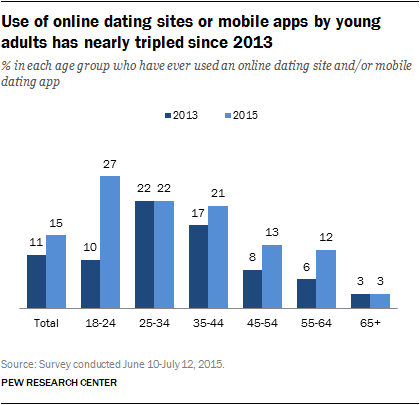 Use of online dating sites or mobile apps by young
adults has nearly tripled since 2013
% in each age group who have ever used an online dating site and/or mobile
dating app
2013 2015
11 15 10 27 22 22 17 21 8 13 6 12 3 3
Total 18-24 25-34 35-44 45-54 55-64 65+
Source: Survey conducted June 10-July 12, 2015.
PEW RESEARCH CENTER